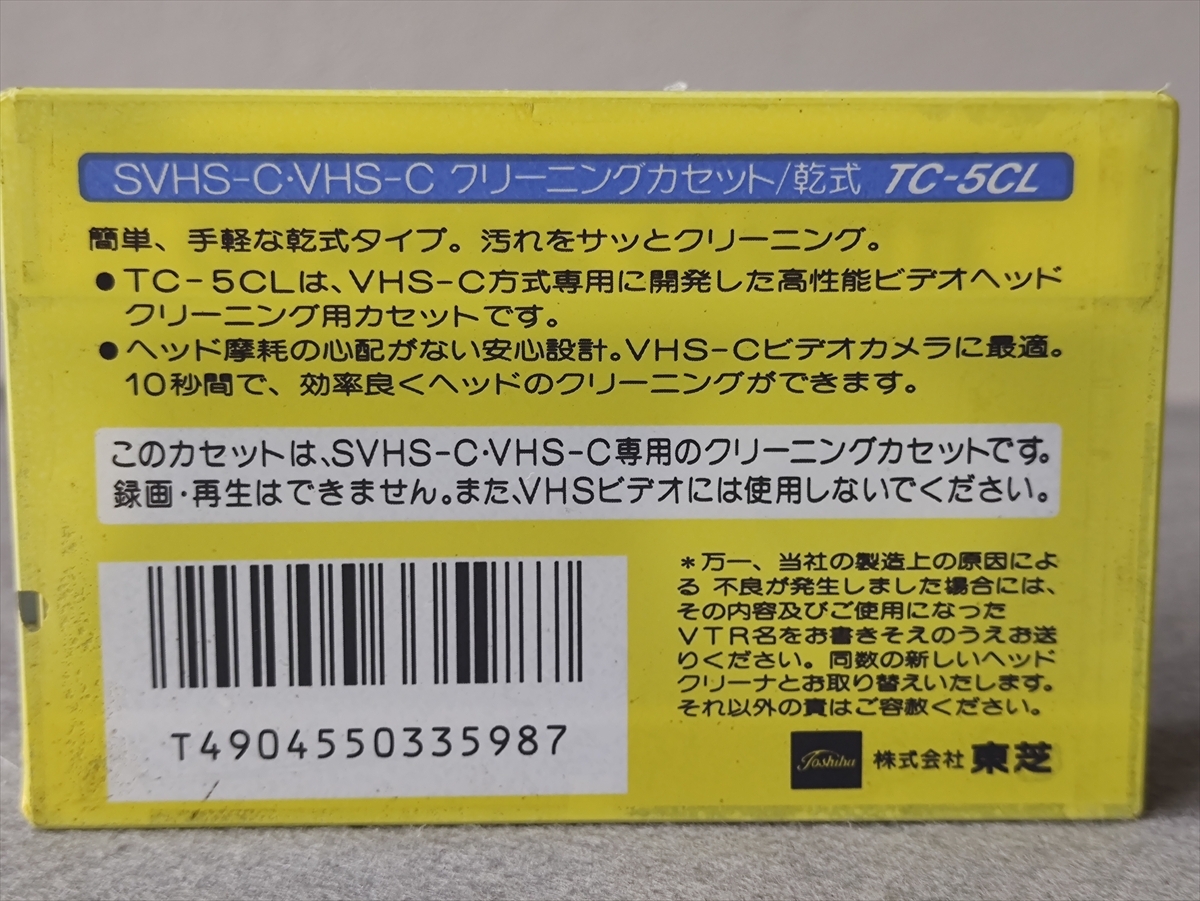 SVHS-C･VHS-C クリーニングカセット/乾式 TC-5CL
簡単、手軽な乾式タイプ。汚れをサッとクリーニング。
●TC-5CLは、VHS-C方式専用に開発した高性能ビデオヘッド
クリーニング用カセットです。
●ヘッド摩耗の心配がない安心設計。VHS-Cビデオカメラに最適。
10秒間で、効率良くヘッドのクリーニングができます。
このカセットは、SVHS-C･VHS-C専用のクリーニングカセットです。
録画･再生はできません。また、VHSビデオには使用しないでください。
T4904550335987
*万一、当社の製造上の原因によ
る 不良が発生しました場合には、
その内容及びご使用になった
VTR名をお書きそえのうえお送
りください。同数の新しいヘッド
クリーナとお取り替えいたします。
それ以外の責はご容赦ください。
Toshiba 株式会社 東芝